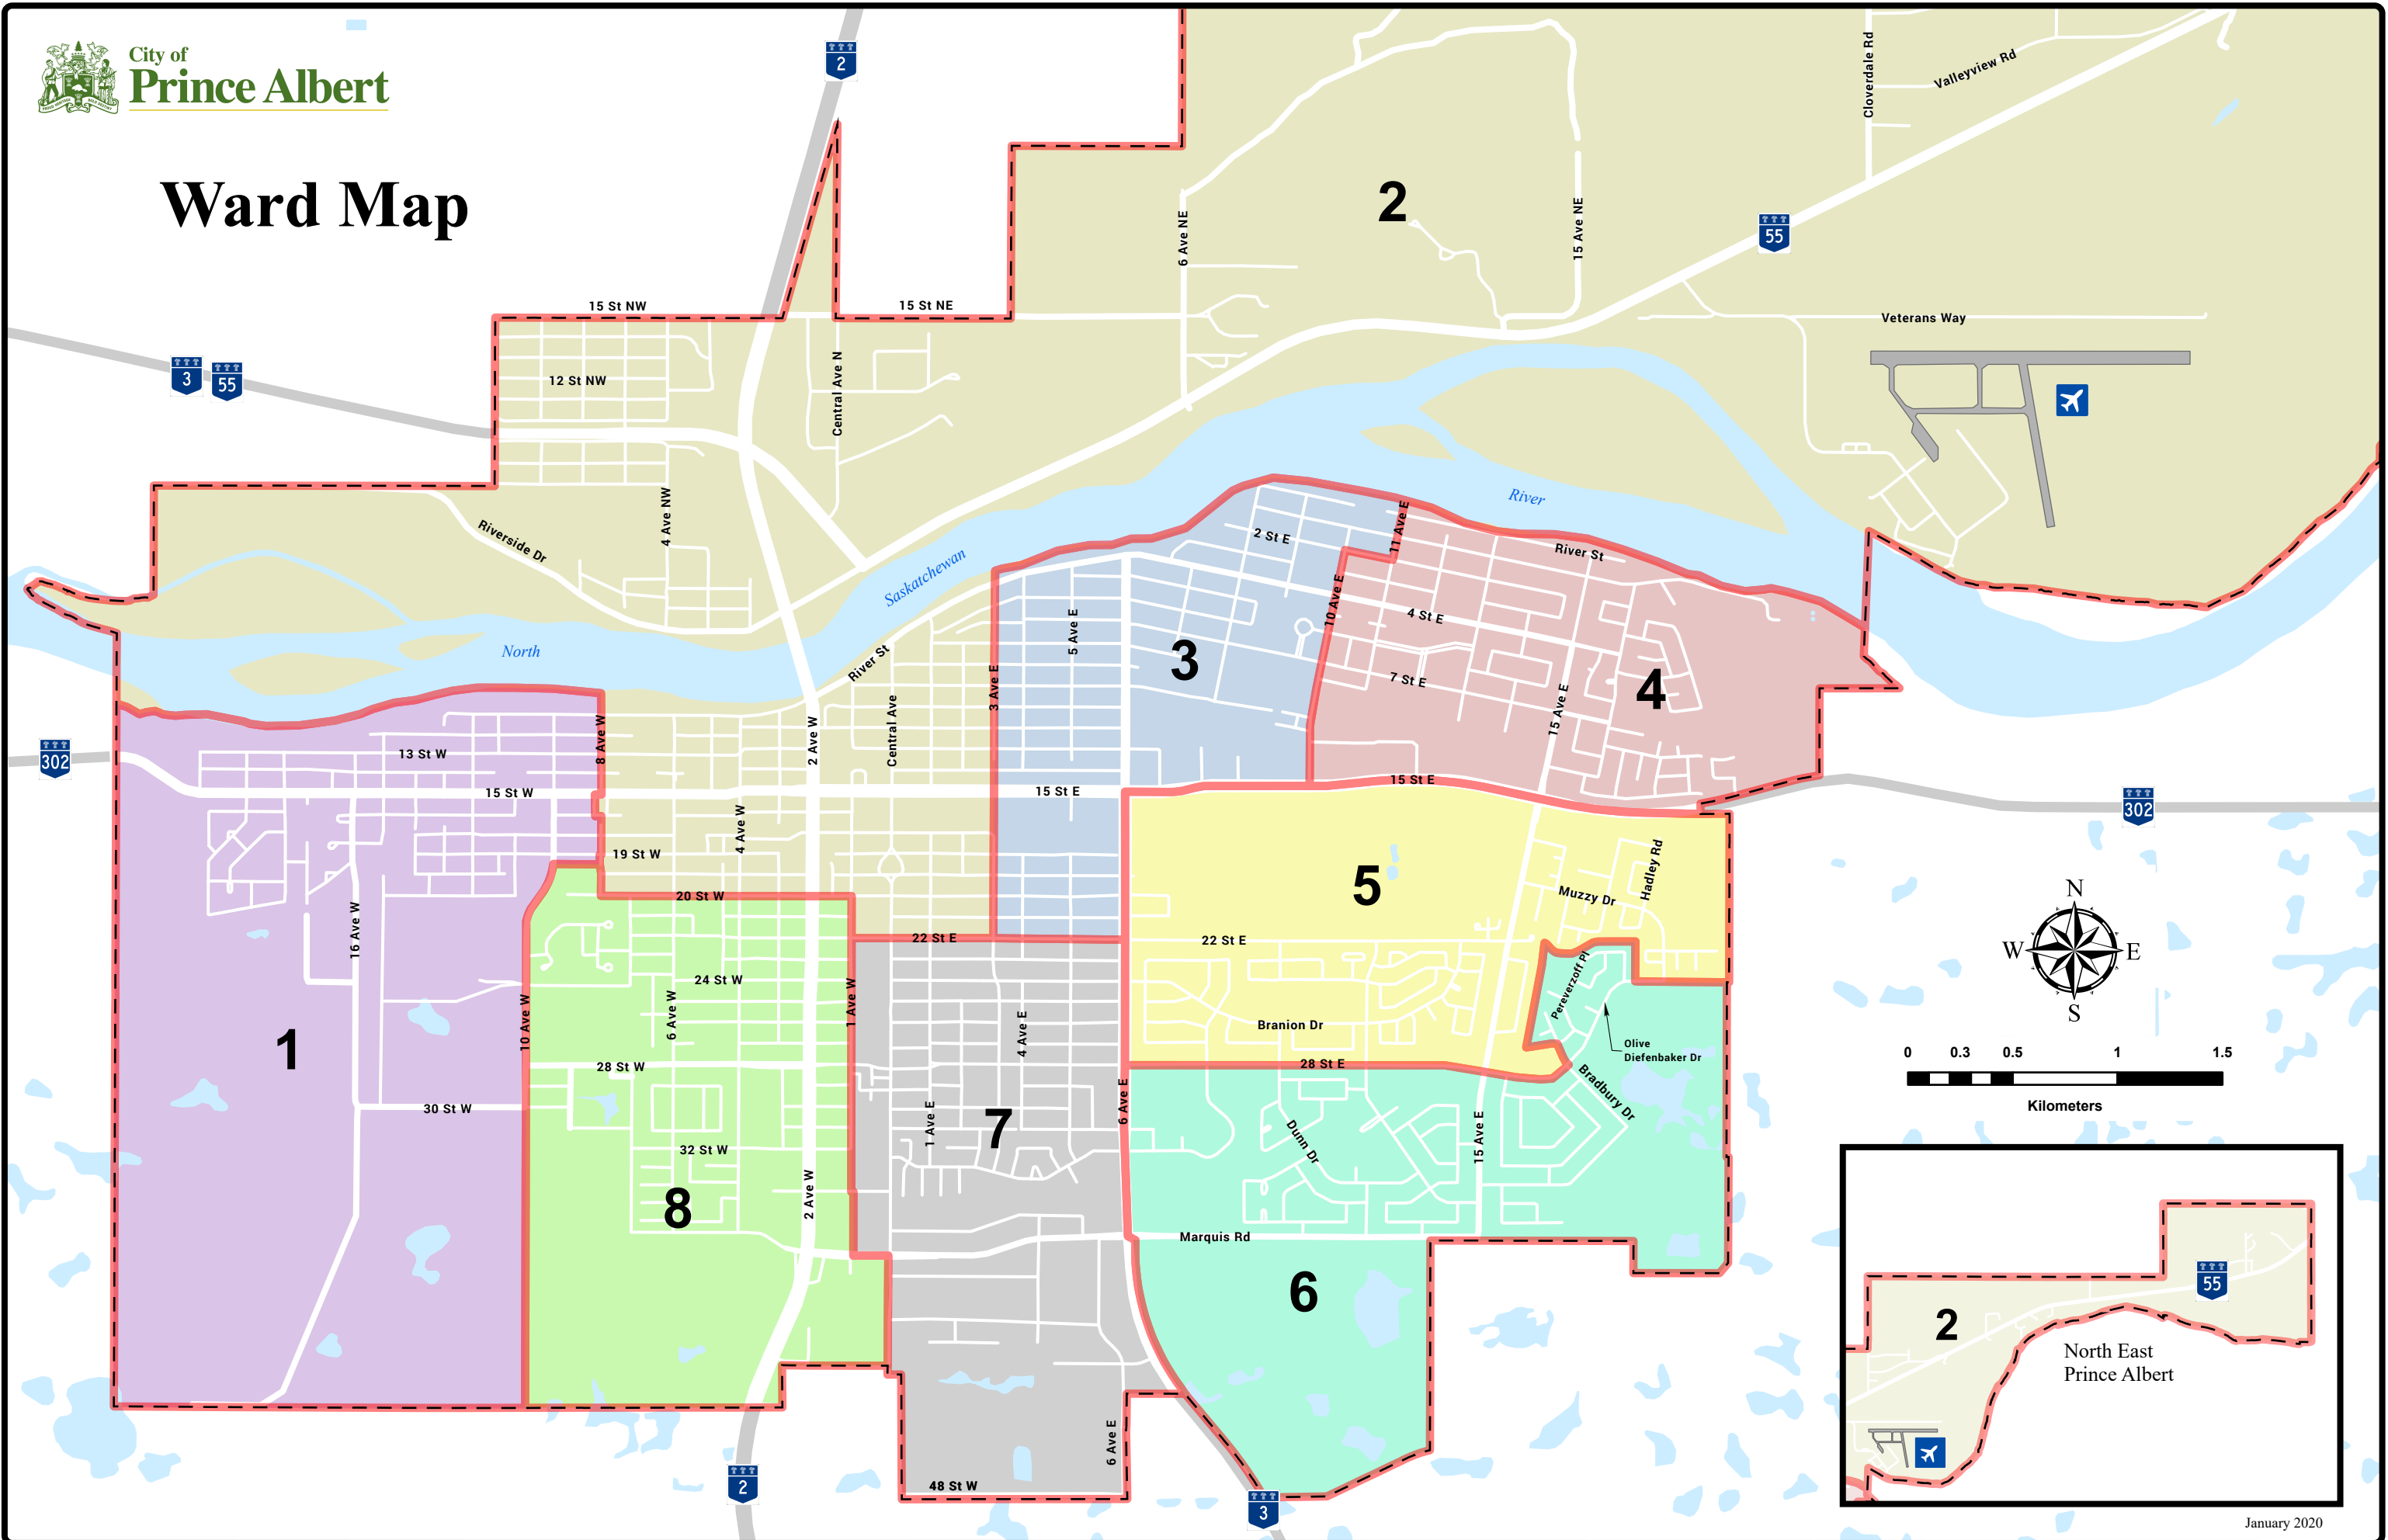 City of
Prince Albert
Ward Map
2
Cloverdale Rd
Valleyview Rd
2
6 Ave NE
15 Ave NE
55
15 St NW
15 St NE
Veterans Way
3
55
12 St NW
Central Ave N
4 Ave NW
Riverside Dr
River
2 St E
11 Ave E
River St
Saskatchewan
10 Ave E
4 St E
5 Ave E
North
River St
3
3 Ave E
7 St E
4
15 Ave E
302
13 St W
8 Ave W
2 Ave W
Central Ave
15 St W
15 St E
15 St E
302
4 Ave W
19 St W
Hadley Rd
5
Muzzy Dr
20 St W
16 Ave W
22 St E
22 St E
N
W
E
S
24 St W
Pereverzoff Pl
1 Ave W
6 Ave W
10 Ave W
4 Ave E
Branion Dr
1
Olive
Diefenbaker Dr
0
0.3
0.5
1
1.5
Kilometers
28 St W
28 St E
Bradbury Dr
30 St W
6 Ave E
1 Ave E
7
Dunn Dr
15 Ave E
32 St W
8
2 Ave W
Marquis Rd
6
55
2
North East
Prince Albert
6 Ave E
48 St W
2
3
January 2020